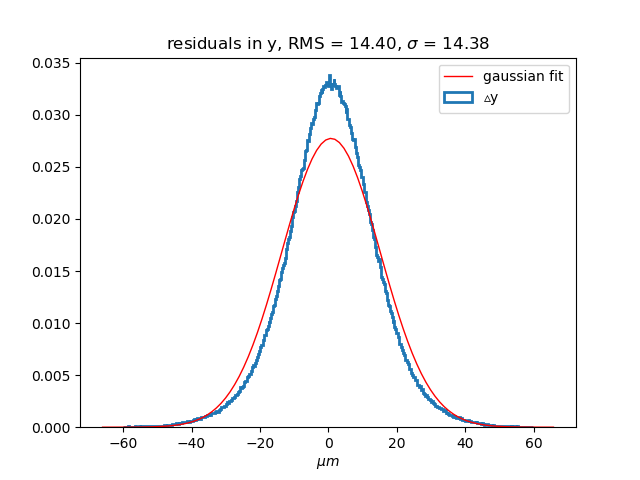 residuals in y, RMS = 14.40, σ = 14.38
0.035
0.030
0.025
0.020
0.015
0.010
0.005
0.000
gaussian fit
▵y
−60 −40 −20 0 20 40 60
μm